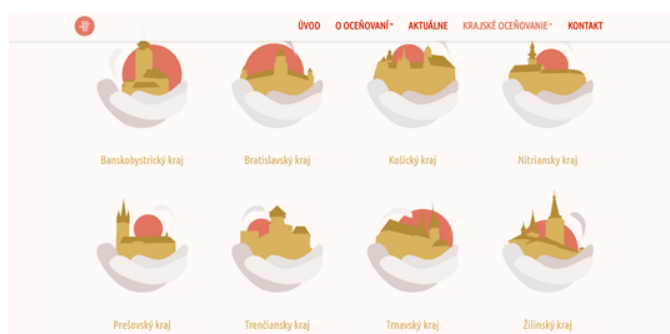 ÚVOD O OCEŇOVANÍ AKTUÁLNE KRAJSKÉ OCEŇOVANIE KONTAKT
Banskobystrický kraj Bratislavský kraj Košický kraj Nitriansky kraj
Prešovský kraj Trenčiansky kraj Trnavský kraj Žilinský kraj